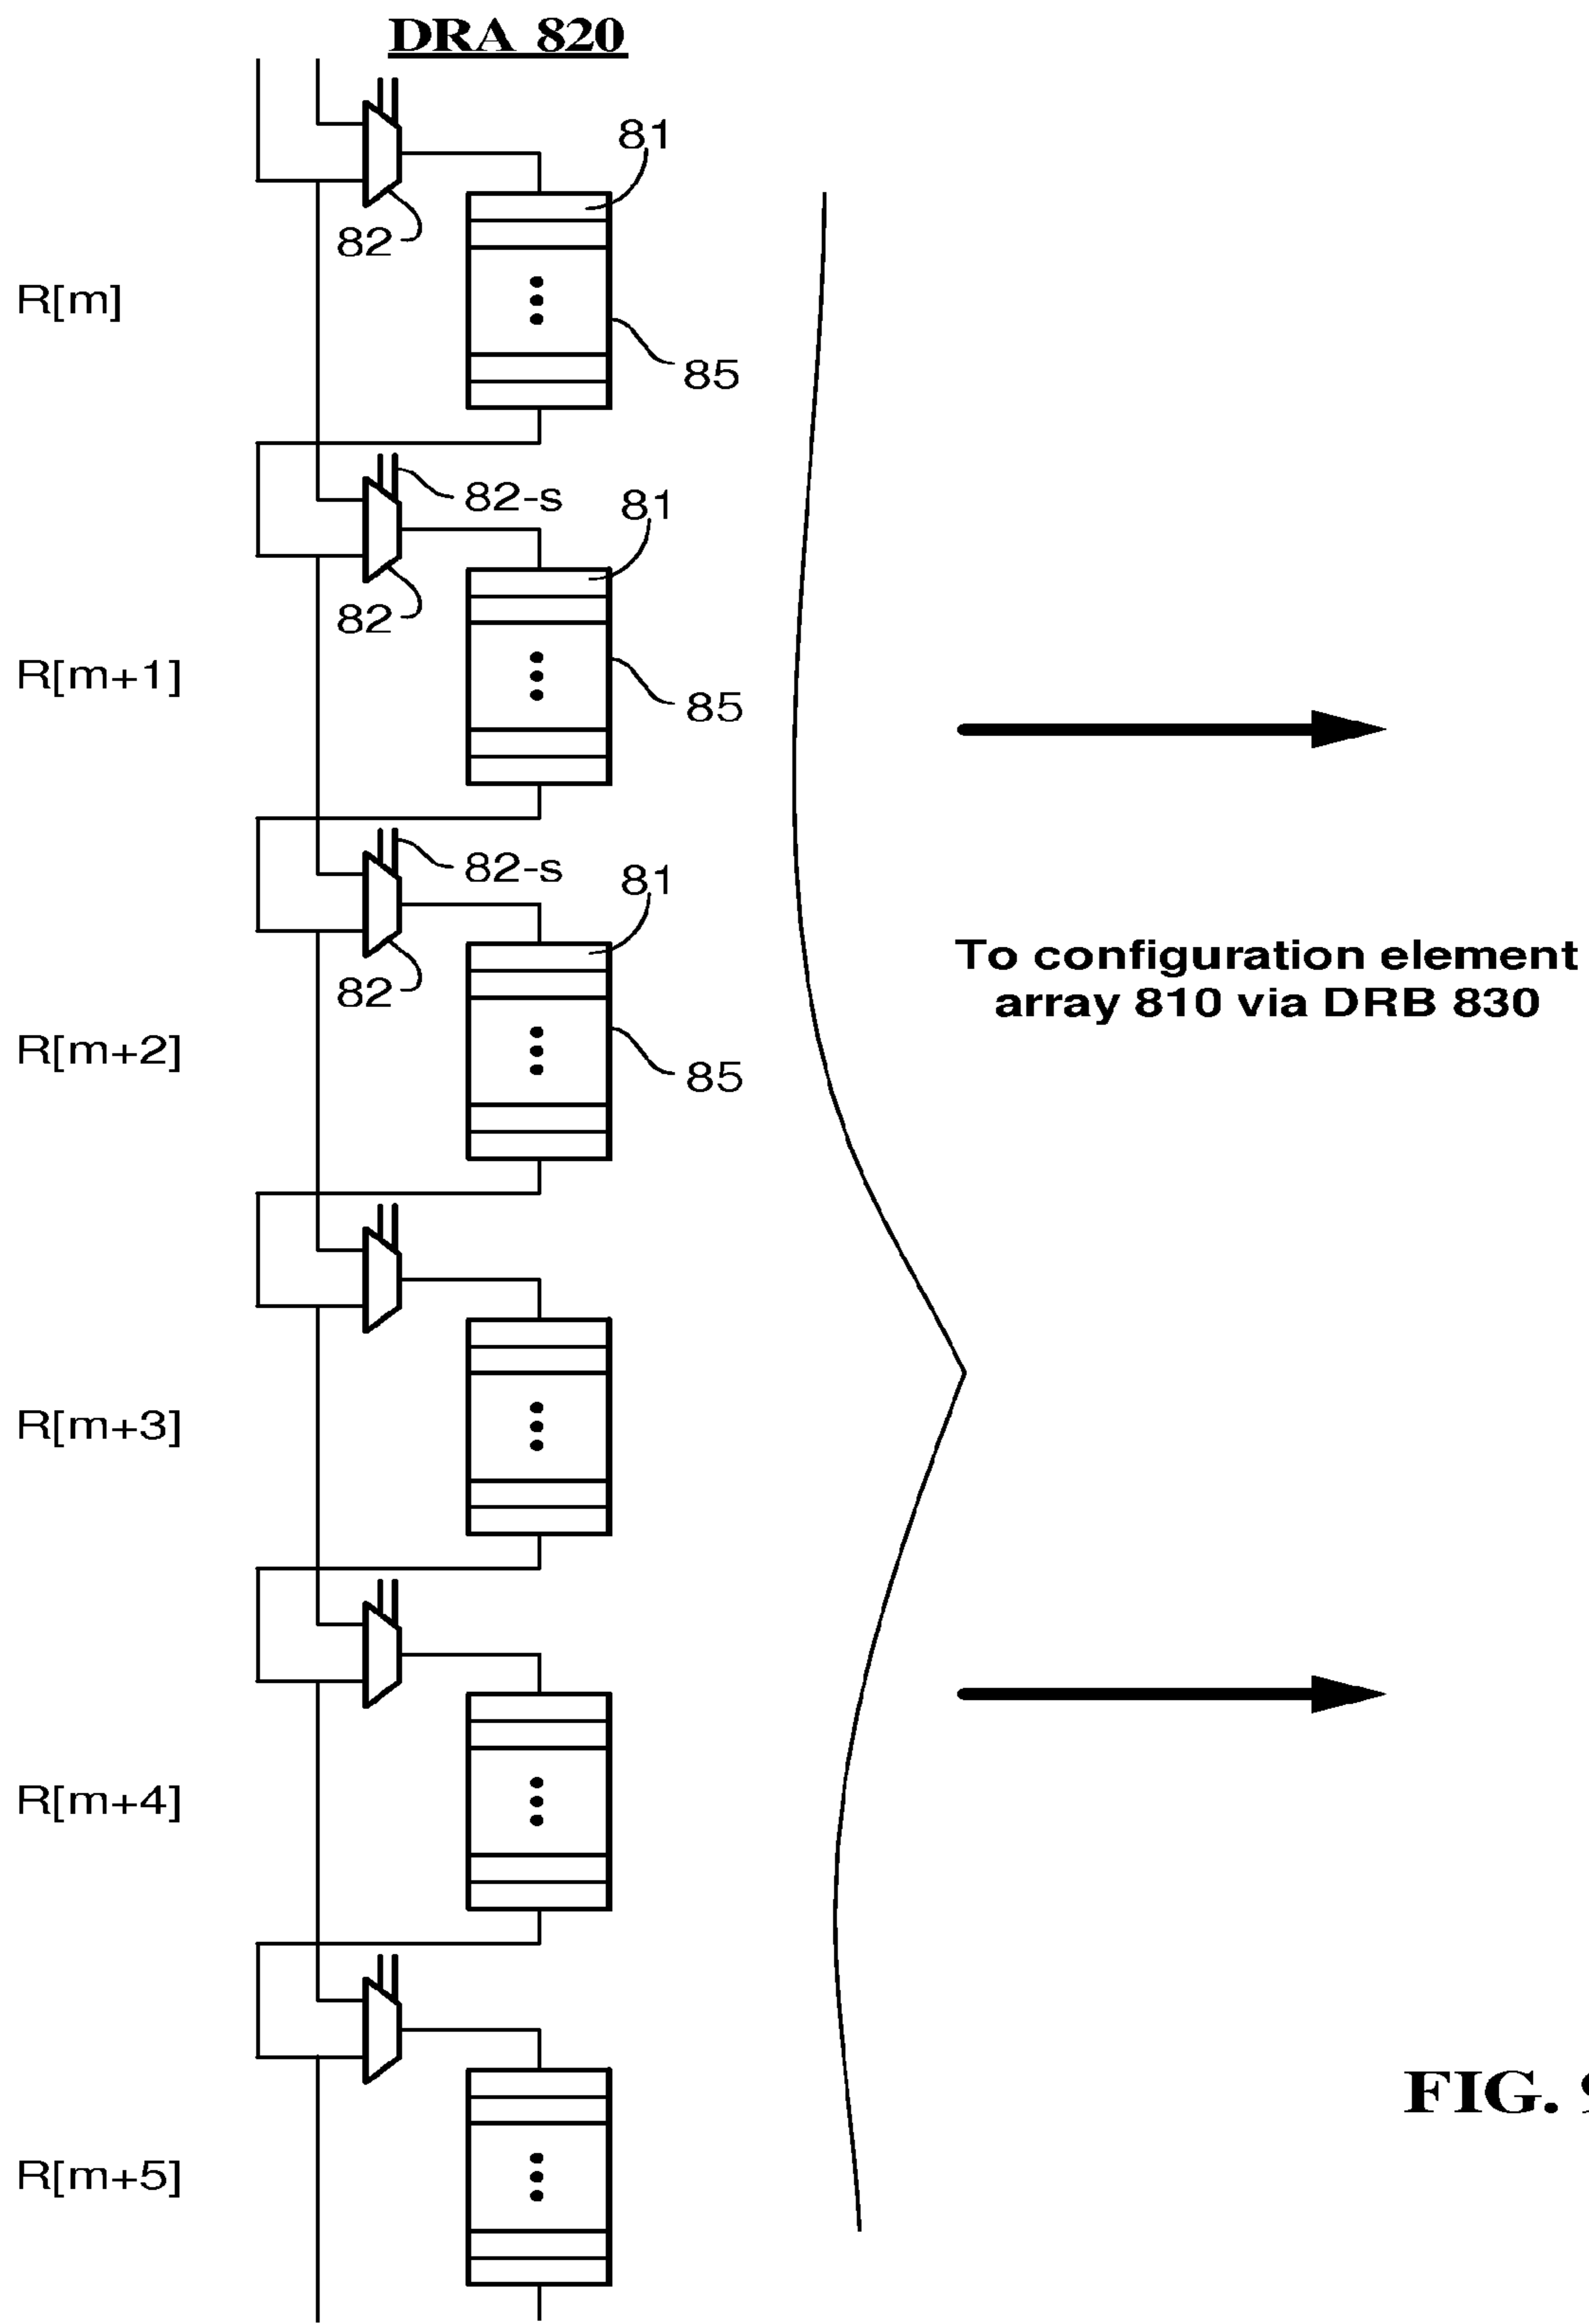 DRA 820
81
82
R[m]
85
82-s
81
82
R[m+1]
85
82-s
81
82
To configuration element
array 810 via DRB 830
R[m+2]
85
R[m+3]
R[m+4]
FIG.
R[m+5]